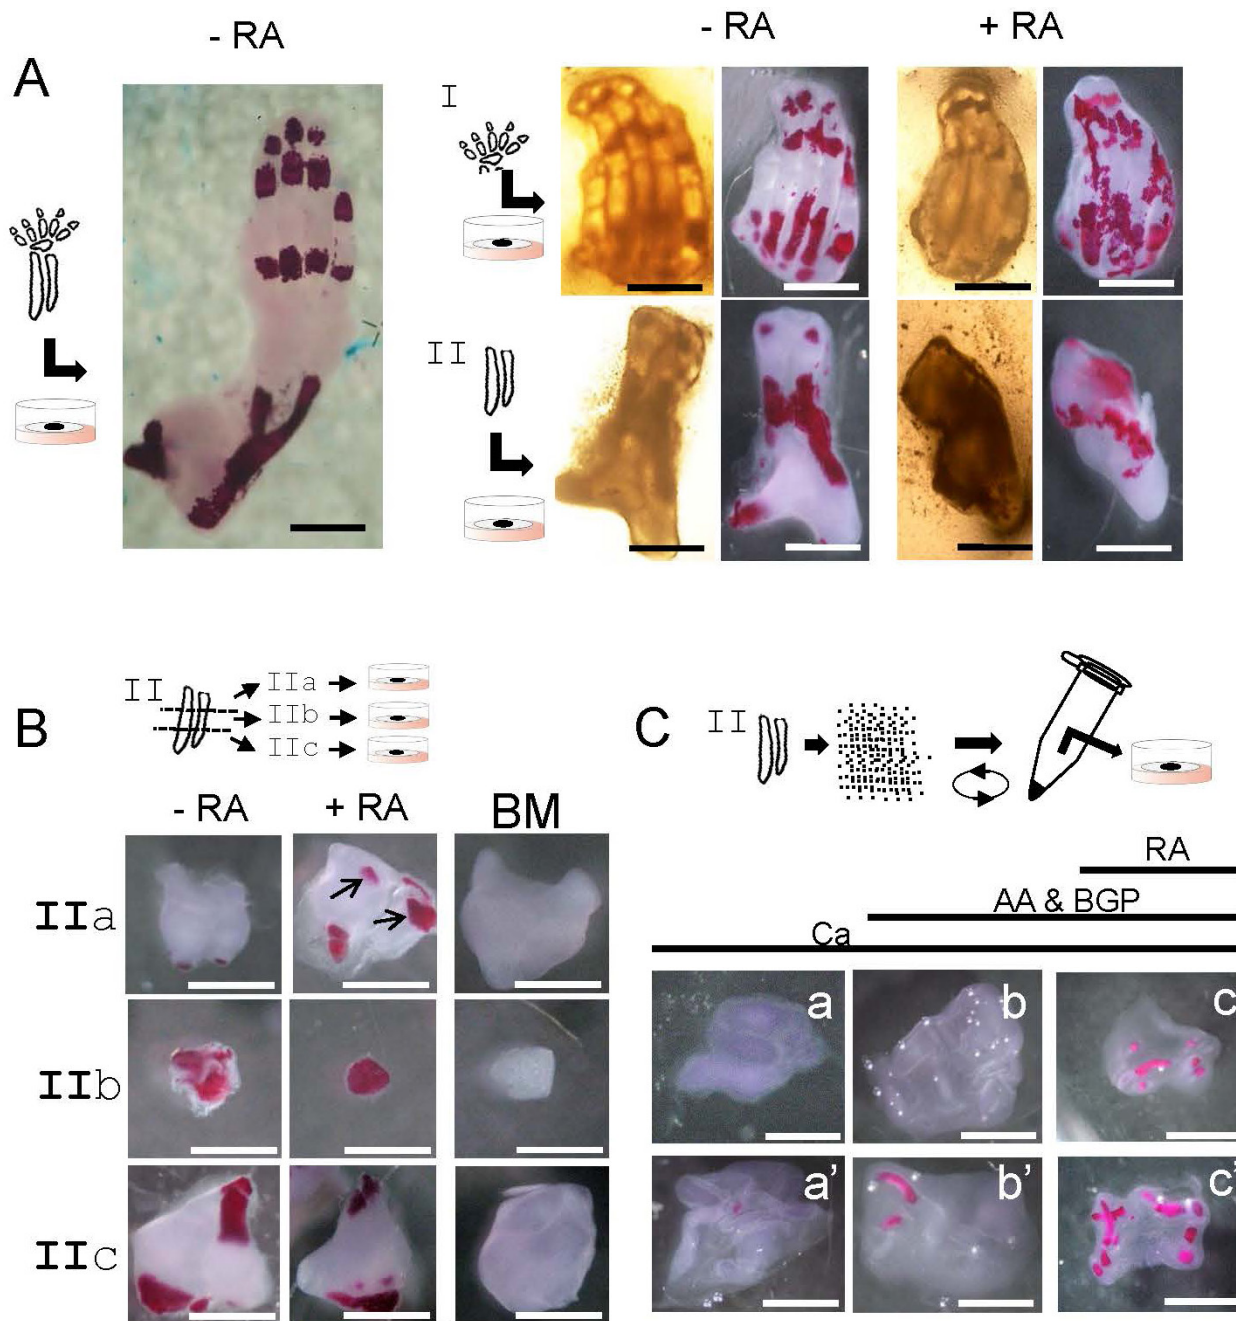 - RA
A
- RA
+ RA
I
II
B
II
IIa
IIb
IIc
- RA
+ RA
BM
IIa
IIb
IIc
C
II
RA
AA & BGP
Ca
a
b
c
a’
b’
c’